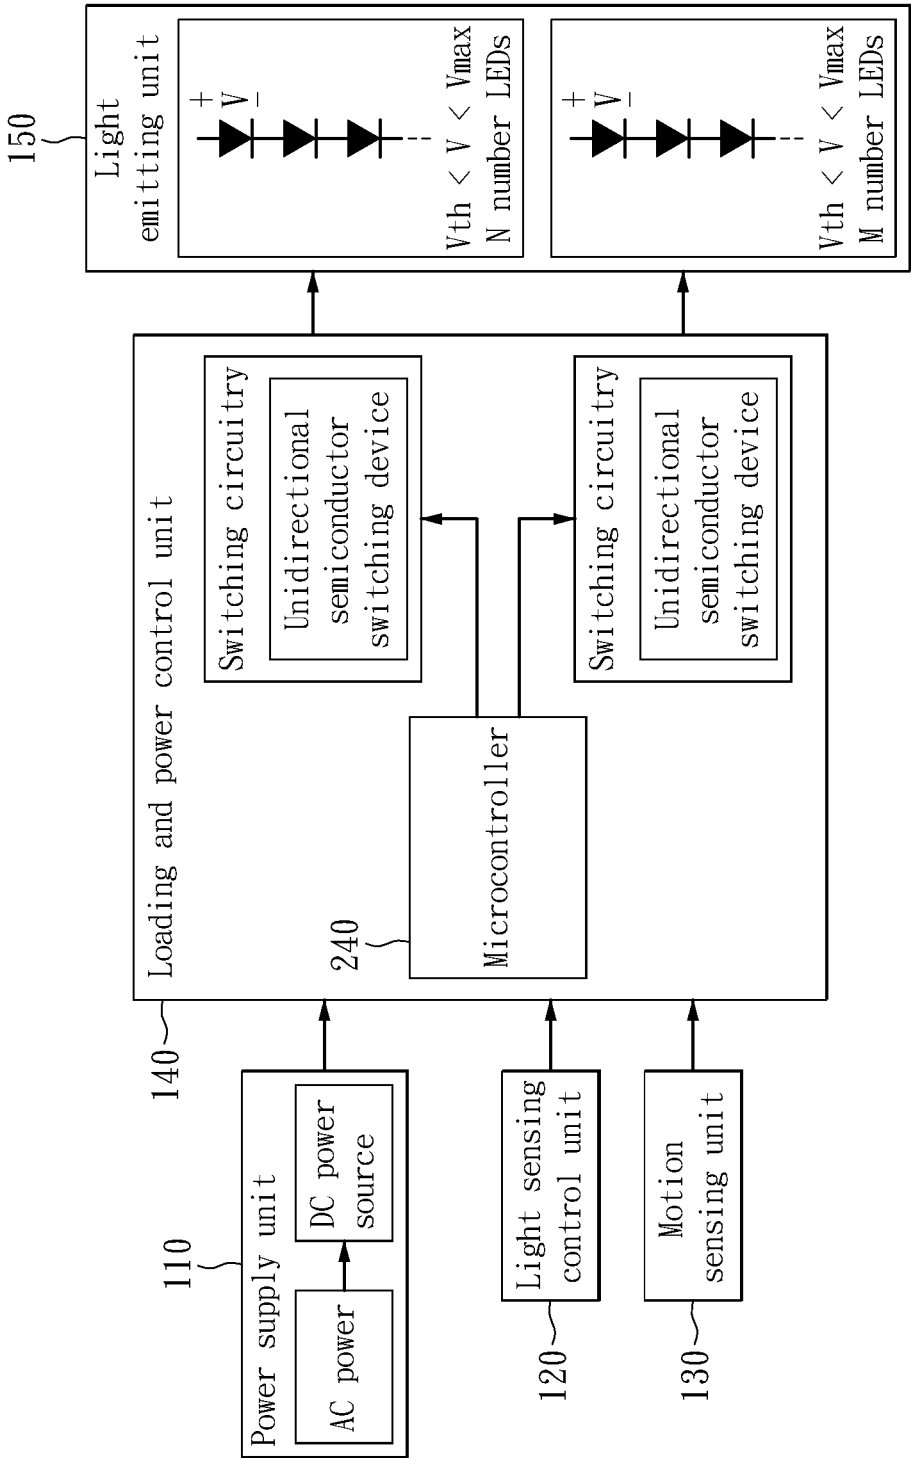 110
Power supply unit
AC power
DC power
source
120
Light sensing
control unit
130
Motion
sensing unit
140
Loading and power control unit
240
Microcontroller
Switching circuitry
Unidirectional
semiconductor
switching device
Switching circuitry
Unidirectional
semiconductor
switching device
150
Light
emitting unit
+
V
−
Vth < V < Vmax
N number LEDs
+
V
−
Vth < V < Vmax
M number LEDs